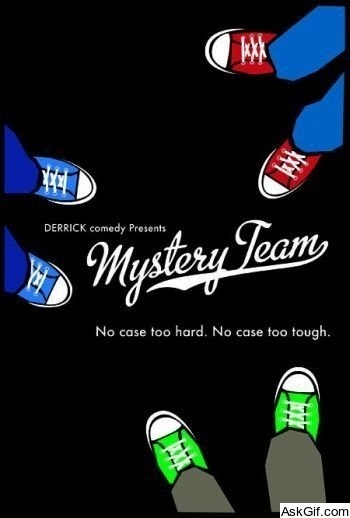 DERRICK comedy Presents
Mystery Team
No case too hard. No case too tough.
AskGif.com